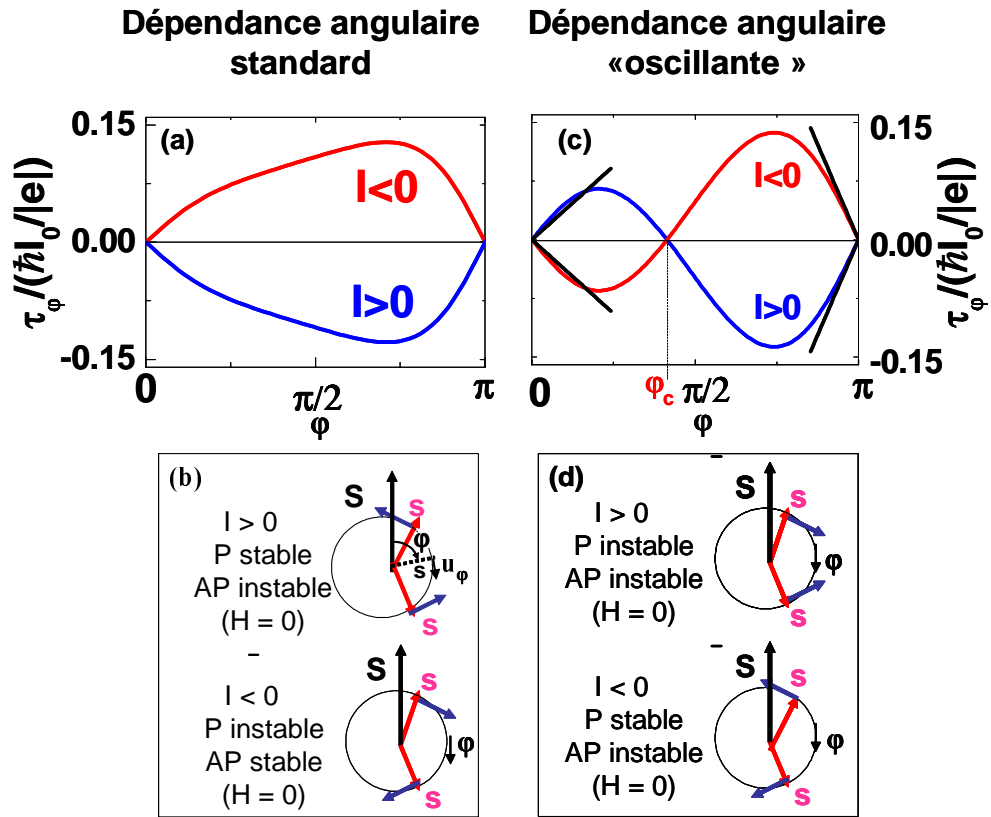 Dépendance angulaire
standard
Dépendance angulaire
«oscillante »
(a)
0.15
0.00
-0.15
τφ/(ℏI0/|e|)
I<0
I>0
0
π/2
π
φ
(c)
I<0
I>0
0.15
0.00
-0.15
τφ/(ℏI0/|e|)
0
φc
π/2
π
φ
(b)
I > 0
P stable
AP instable
(H = 0)
S
s
φ
s
uφ
s
I < 0
P instable
AP stable
(H = 0)
S
s
φ
s
(d)
I > 0
P instable
AP instable
(H = 0)
S
s
φ
s
I < 0
P stable
AP instable
(H = 0)
S
s
φ
s